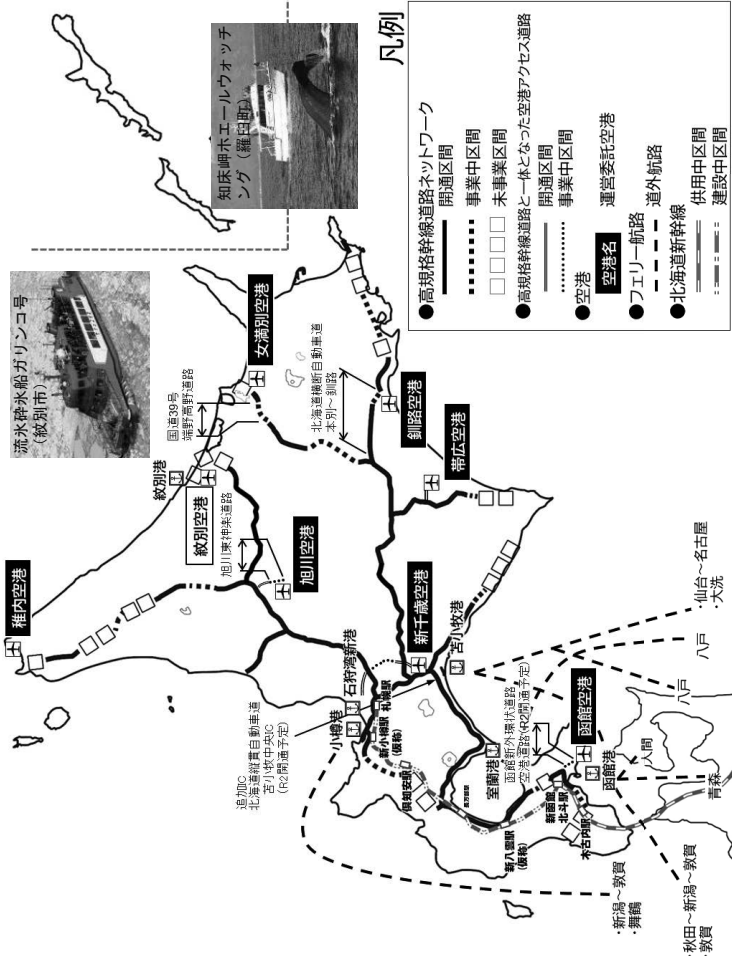 流氷砕氷船ガリンコ号
(紋別市)
知床岬ホエールウォッチ
ング (羅臼町)
凡例
●高規格幹線道路ネットワーク
開通区間
事業中区間
未事業区間
●高規格幹線道路と一体となった空港アクセス道路
開通区間
事業中区間
●空港
空港名
運営委託空港
●フェリー航路
道外航路
●北海道新幹線
供用中区間
建設中区間
稚内空港
紋別港
紋別空港
国道39号
端野高野道路
女満別空港
旭川東神楽道路
旭川空港
北海道横断自動車道
本別～釧路
釧路空港
帯広空港
追加IC
北海道縦貫自動車道
苫小牧中央IC
(R2開通予定)
小樽港
石狩湾新港
新小樽駅
(仮称)
札幌駅
新千歳空港
苫小牧港
倶知安駅
長万部駅
室蘭港
函館新外環状道路
空港道路(R2開通予定)
新八雲駅
(仮称)
新函館
北斗駅
木古内駅
函館港
函館空港
・仙台～名古屋
・大洗
八戸
八戸
大間
青森
・新潟～敦賀
・舞鶴
・秋田～新潟～敦賀
・敦賀